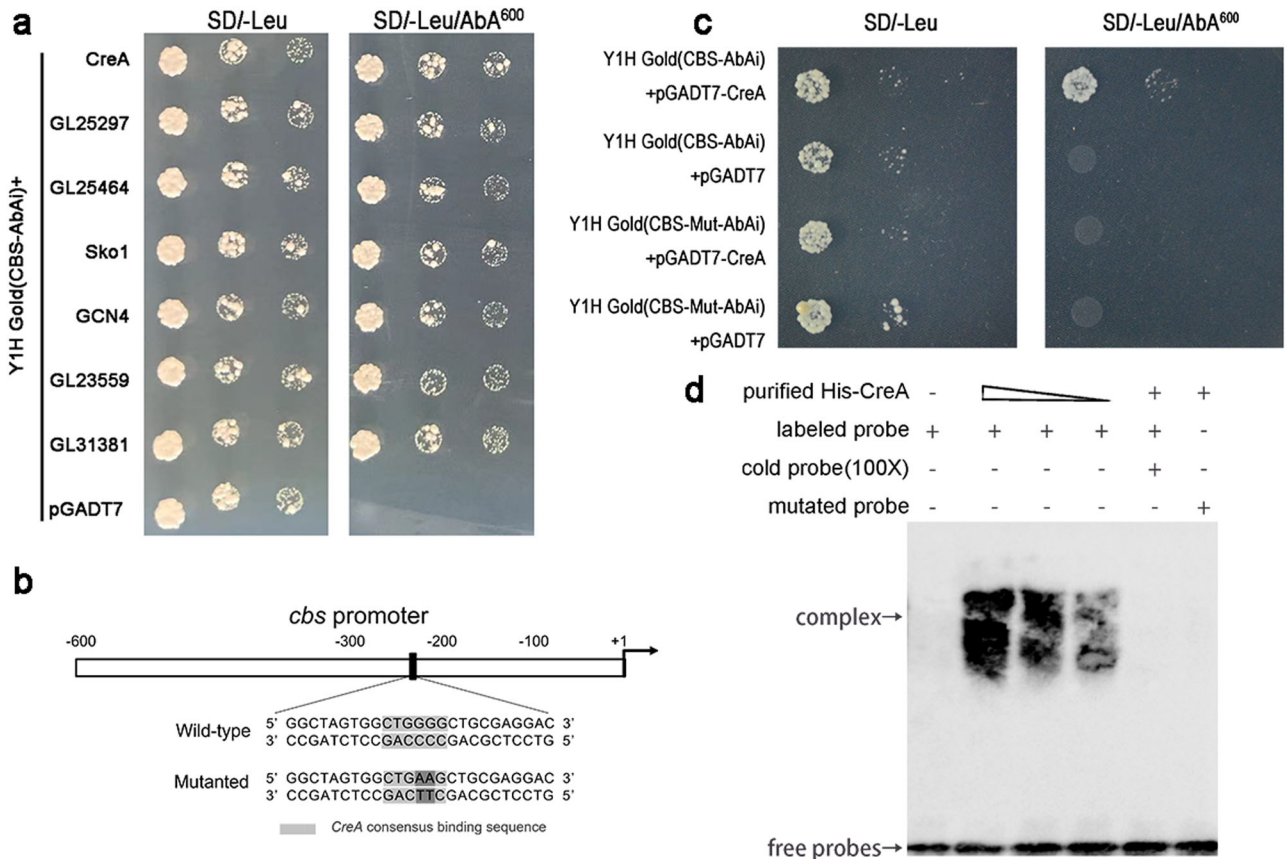 a
SD/-Leu
SD/-Leu/AbA600
Y1H Gold(CBS-AbAi)+
CreA
GL25297
GL25464
Sko1
GCN4
GL23559
GL31381
pGADT7
b
cbs promoter
-600
-300
-100
+1
Wild-type
5' GGCTAGTGGCTGGGGCTGCGAGGAC 3'
3' CCGATCTCCGACCCCGACGCTCCTG 5'
Mutanted
5' GGCTAGTGGCTGAAGCTGCGAGGAC 3'
3' CCGATCTCCGACTTCGACGCTCCTG 5'
CreA consensus binding sequence
c
SD/-Leu
SD/-Leu/AbA600
Y1H Gold(CBS-AbAi)
+pGADT7-CreA
Y1H Gold(CBS-AbAi)
+pGADT7
Y1H Gold(CBS-Mut-AbAi)
+pGADT7-CreA
Y1H Gold(CBS-Mut-AbAi)
+pGADT7
d
purified His-CreA - + +
labeled probe + + + + + -
cold probe(100X) - - - - + -
mutated probe - - - - - +
complex→
free probes→